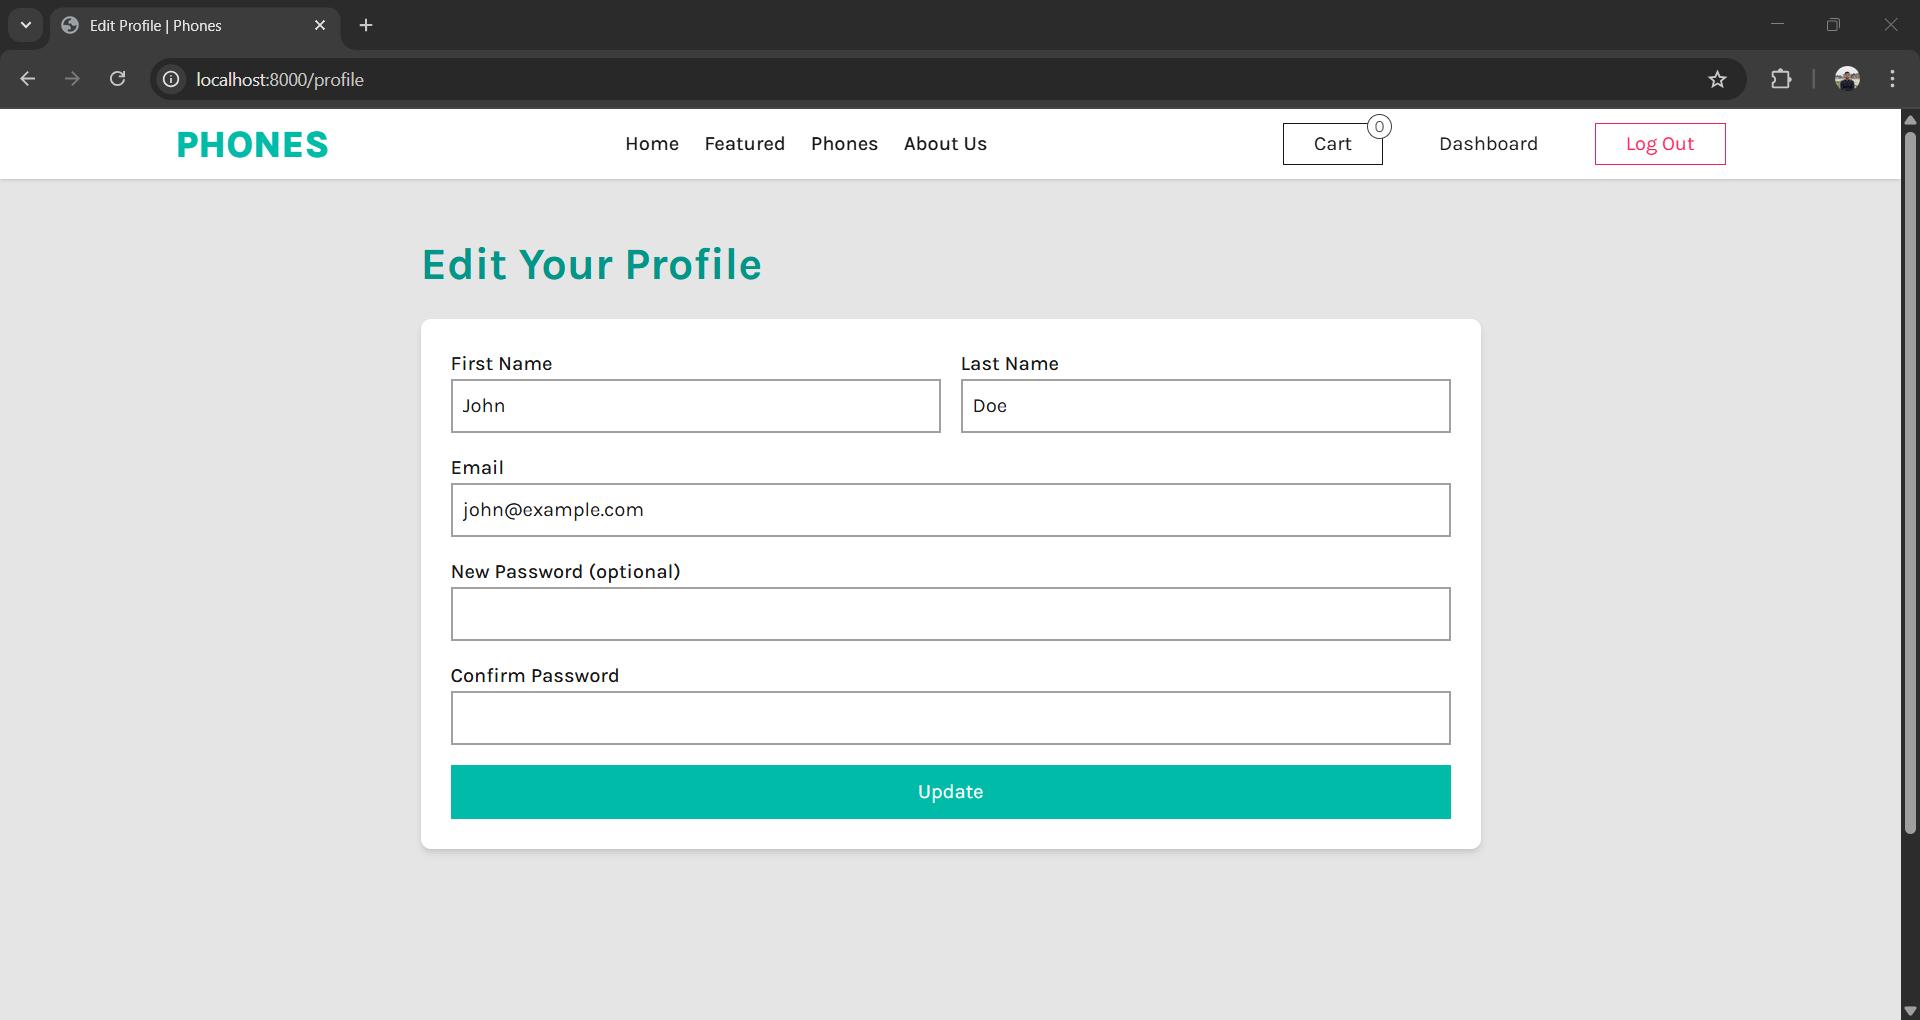 Edit Profile | Phones
localhost:8000/profile
PHONES
Home Featured Phones About Us
Cart 0 Dashboard Log Out
Edit Your Profile
First Name Last Name
John Doe
Email
john@example.com
New Password (optional)
Confirm Password
Update